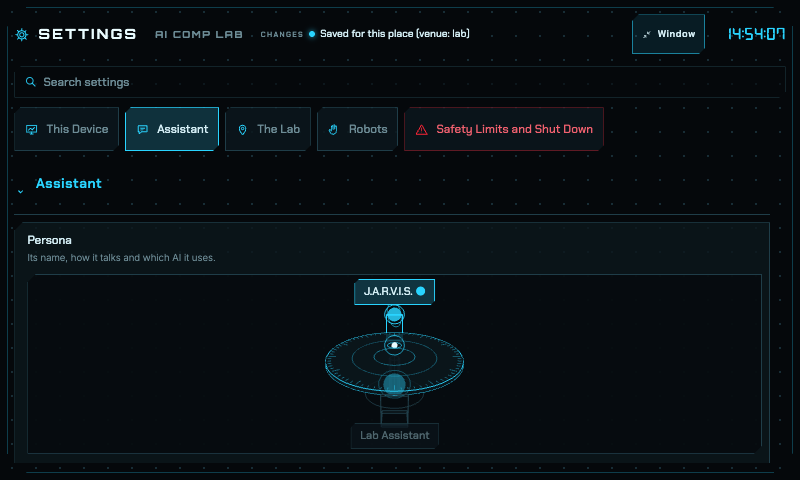 SETTINGS
AI COMP LAB
CHANGES
Saved for this place (venue: lab)
Window
14:54:07
Search settings
This Device
Assistant
The Lab
Robots
Safety Limits and Shut Down
Assistant
Persona
Its name, how it talks and which AI it uses.
J.A.R.V.I.S.
Lab Assistant